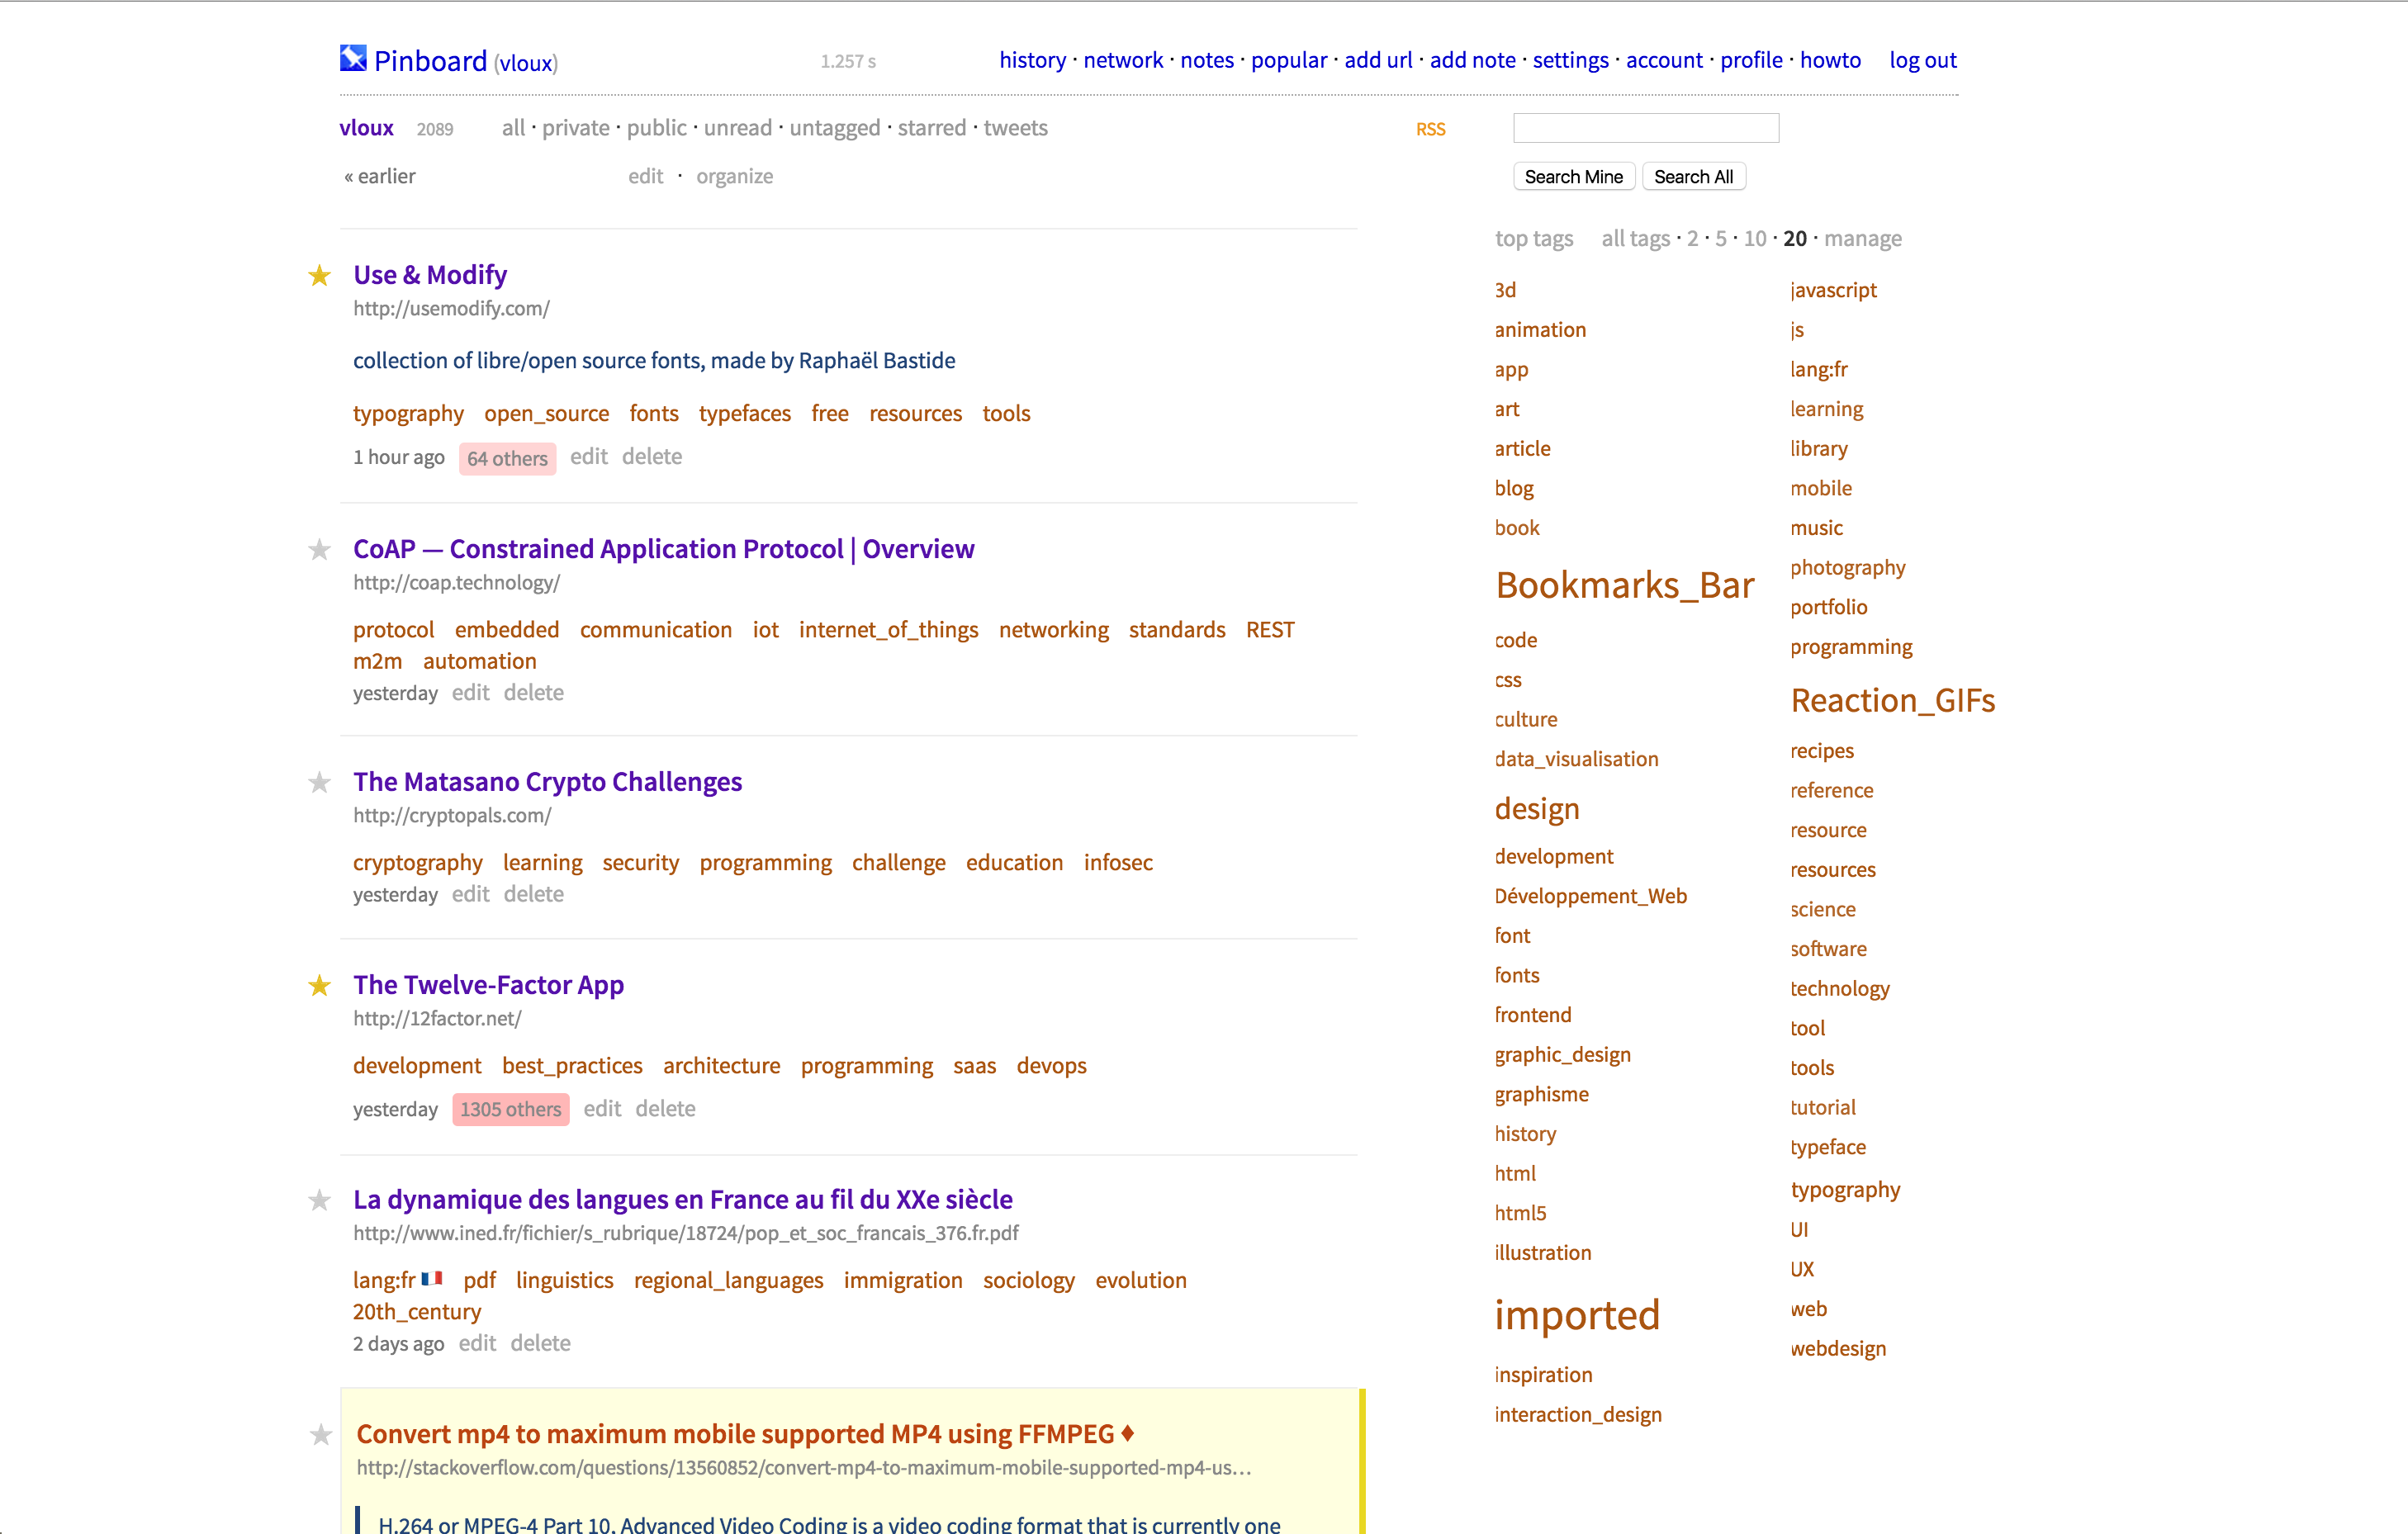 Pinboard (vloux) 1.257 s history · network · notes · popular · add url · add note · settings · account · profile · howto log out
vloux 2089 all · private · public · unread · untagged · starred · tweets RSS
« earlier edit · organize
Search Mine Search All
Use & Modify
http://usemodify.com/
collection of libre/open source fonts, made by Raphaël Bastide
typography open_source fonts typefaces free resources tools
1 hour ago 64 others edit delete
CoAP — Constrained Application Protocol | Overview
http://coap.technology/
protocol embedded communication iot internet_of_things networking standards REST
m2m automation
yesterday edit delete
The Matasano Crypto Challenges
http://cryptopals.com/
cryptography learning security programming challenge education infosec
yesterday edit delete
The Twelve-Factor App
http://12factor.net/
development best_practices architecture programming saas devops
yesterday 1305 others edit delete
La dynamique des langues en France au fil du XXe siècle
http://www.ined.fr/fichier/s_rubrique/18724/pop_et_soc_francais_376.fr.pdf
lang:fr 🇫🇷 pdf linguistics regional_languages immigration sociology evolution
20th_century
2 days ago edit delete
Convert mp4 to maximum mobile supported MP4 using FFMPEG ♦
http://stackoverflow.com/questions/13560852/convert-mp4-to-maximum-mobile-supported-mp4-us…
H.264 or MPEG-4 Part 10, Advanced Video Coding is a video coding format that is currently one
top tags all tags · 2 · 5 · 10 · 20 · manage
3d
animation
app
art
article
blog
book
Bookmarks_Bar
code
css
culture
data_visualisation
design
development
Développement_Web
font
fonts
frontend
graphic_design
graphisme
history
html
html5
illustration
imported
inspiration
interaction_design
javascript
js
lang:fr
learning
library
mobile
music
photography
portfolio
programming
Reaction_GIFs
recipes
reference
resource
resources
science
software
technology
tool
tools
tutorial
typeface
typography
UI
UX
web
webdesign